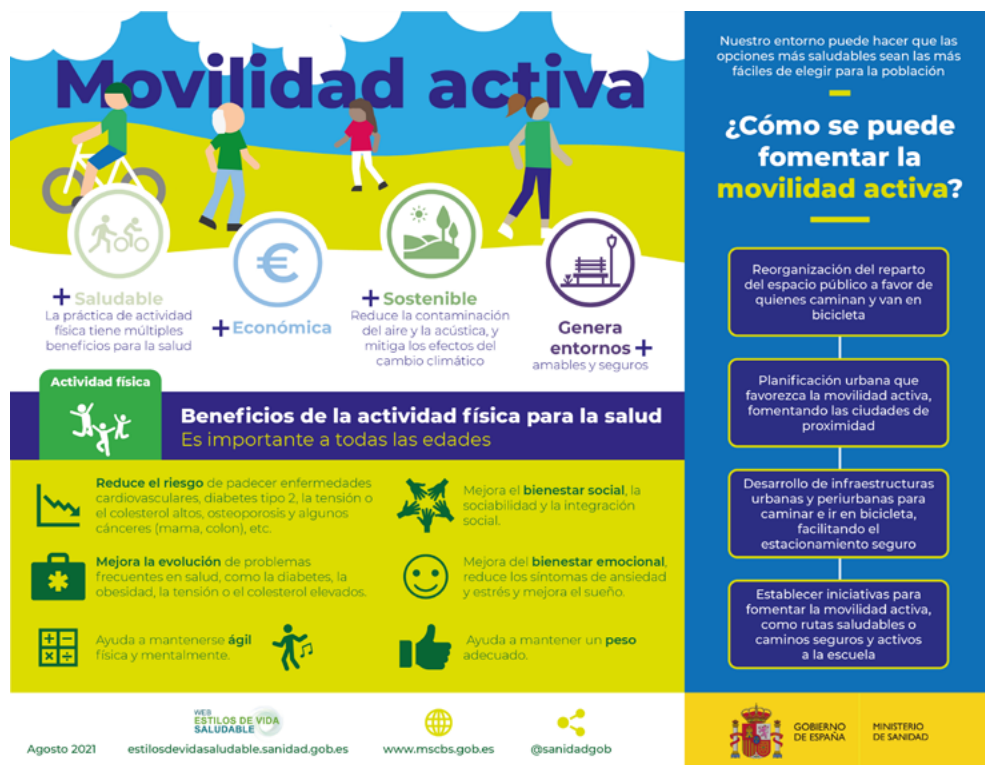 Movilidad activa
+ Saludable
La práctica de actividad
física tiene múltiples
beneficios para la salud
+ Económica
+ Sostenible
Reduce la contaminación
del aire y la acústica, y
mitiga los efectos del
cambio climático
Genera
entornos +
amables y seguros
Actividad física
Beneficios de la actividad física para la salud
Es importante a todas las edades
Reduce el riesgo de padecer enfermedades
cardiovasculares, diabetes tipo 2, la tensión o
el colesterol altos, osteoporosis y algunos
cánceres (mama, colon), etc.
Mejora la evolución de problemas
frecuentes en salud, como la diabetes, la
obesidad, la tensión o el colesterol elevados.
Ayuda a mantenerse ágil
física y mentalmente.
Mejora el bienestar social, la
sociabilidad y la integración
social.
Mejora del bienestar emocional,
reduce los síntomas de ansiedad
y estrés y mejora el sueño.
Ayuda a mantener un peso
adecuado.
Nuestro entorno puede hacer que las
opciones más saludables sean las más
fáciles de elegir para la población
¿Cómo se puede
fomentar la
movilidad activa?
Reorganización del reparto
del espacio público a favor de
quienes caminan y van en
bicicleta
Planificación urbana que
favorezca la movilidad activa,
fomentando las ciudades de
proximidad
Desarrollo de infraestructuras
urbanas y periurbanas para
caminar e ir en bicicleta,
facilitando el
estacionamiento seguro
Establecer iniciativas para
fomentar la movilidad activa,
como rutas saludables o
caminos seguros y activos
a la escuela
Agosto 2021
WEB
ESTILOS DE VIDA
SALUDABLE
estilosdevidasaludable.sanidad.gob.es
www.mscbs.gob.es
@sanidadgob
GOBIERNO
DE ESPAÑA
MINISTERIO
DE SANIDAD